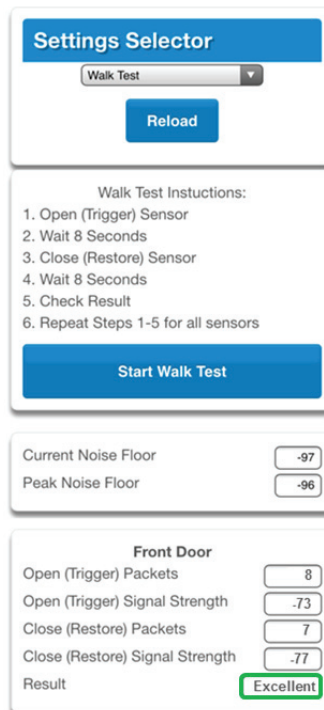 Settings Selector
Walk Test
Reload
Walk Test Instuctions:
1. Open (Trigger) Sensor
2. Wait 8 Seconds
3. Close (Restore) Sensor
4. Wait 8 Seconds
5. Check Result
6. Repeat Steps 1-5 for all sensors
Start Walk Test
Current Noise Floor -97
Peak Noise Floor -96
Front Door
Open (Trigger) Packets 8
Open (Trigger) Signal Strength -73
Close (Restore) Packets 7
Close (Restore) Signal Strength -77
Result Excellent